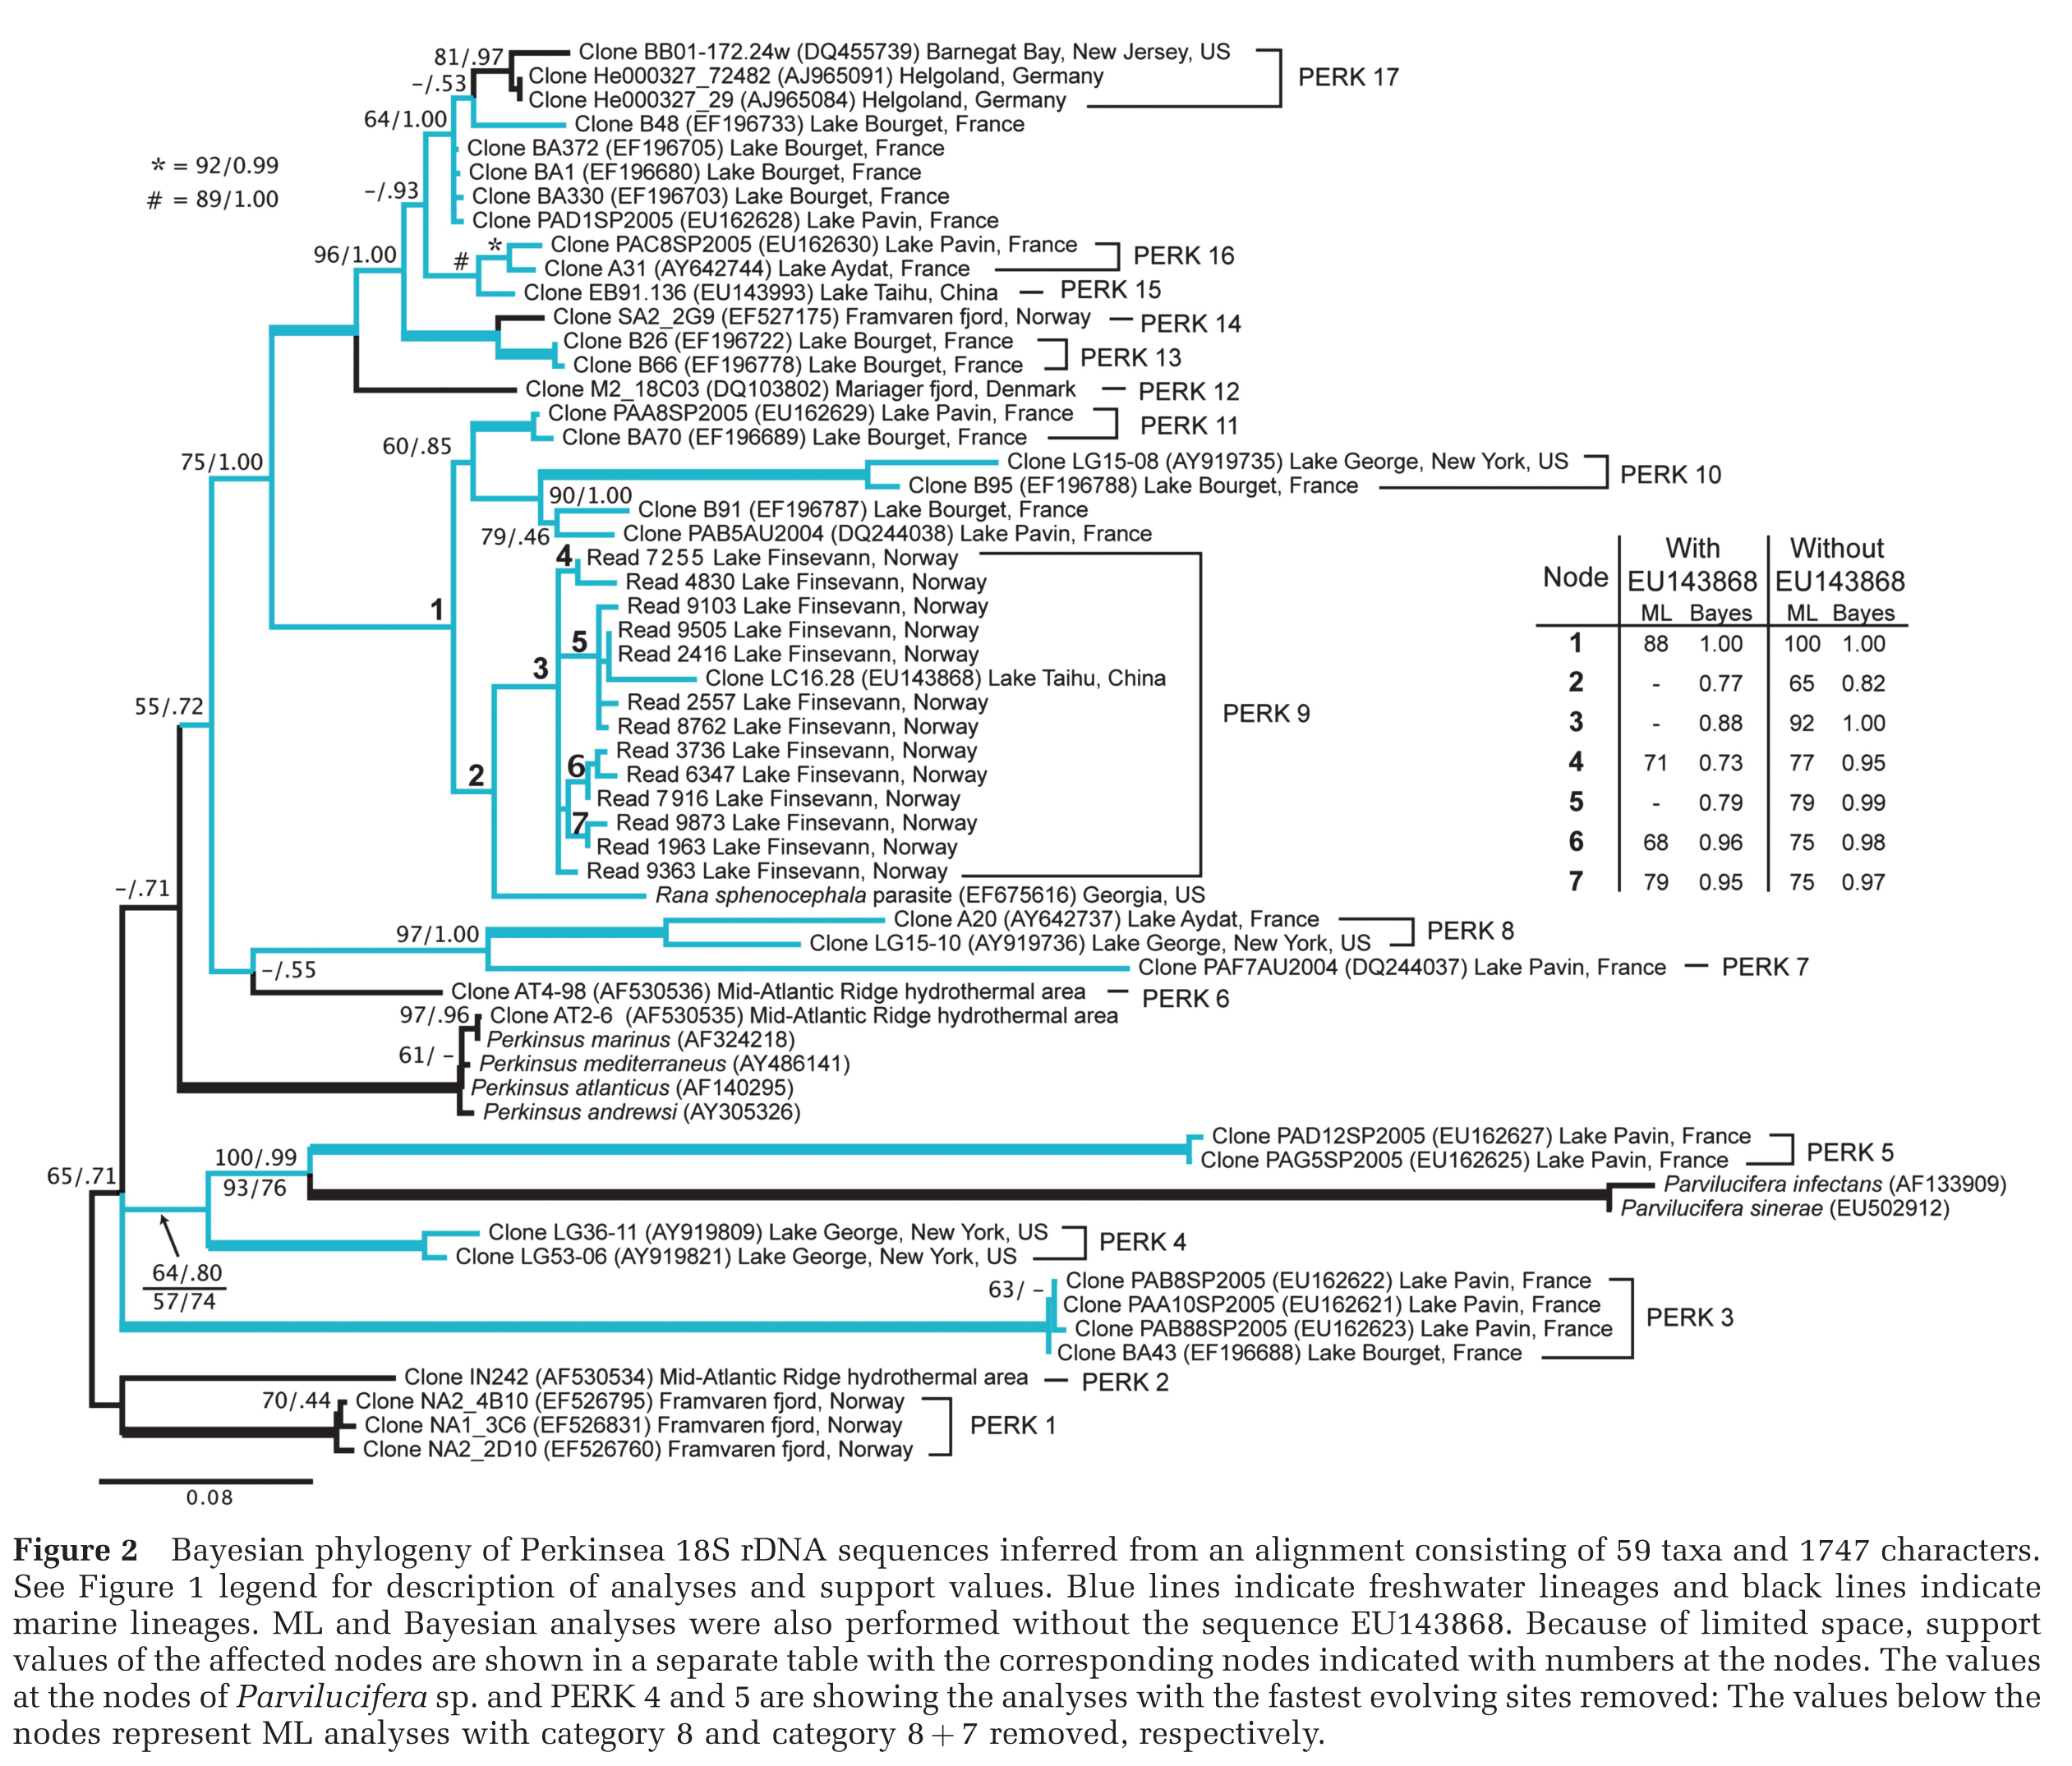 81/.97
Clone BB01-172.24w (DQ455739) Barnegat Bay, New Jersey, US
Clone He000327_72482 (AJ965091) Helgoland, Germany
PERK 17
-/.53
Clone He000327_29 (AJ965084) Helgoland, Germany
64/1.00
Clone B48 (EF196733) Lake Bourget, France
Clone BA372 (EF196705) Lake Bourget, France
* = 92/0.99
Clone BA1 (EF196680) Lake Bourget, France
-/.93
Clone BA330 (EF196703) Lake Bourget, France
# = 89/1.00
Clone PAD1SP2005 (EU162628) Lake Pavin, France
*
Clone PAC8SP2005 (EU162630) Lake Pavin, France
96/1.00
#
PERK 16
Clone A31 (AY642744) Lake Aydat, France
Clone EB91.136 (EU143993) Lake Taihu, China
PERK 15
Clone SA2_2G9 (EF527175) Framvaren fjord, Norway
PERK 14
Clone B26 (EF196722) Lake Bourget, France
PERK 13
Clone B66 (EF196778) Lake Bourget, France
Clone M2_18C03 (DQ103802) Mariager fjord, Denmark
PERK 12
Clone PAA8SP2005 (EU162629) Lake Pavin, France
PERK 11
Clone BA70 (EF196689) Lake Bourget, France
60/.85
75/1.00
Clone LG15-08 (AY919735) Lake George, New York, US
PERK 10
Clone B95 (EF196788) Lake Bourget, France
90/1.00
Clone B91 (EF196787) Lake Bourget, France
79/.46
Clone PAB5AU2004 (DQ244038) Lake Pavin, France
4
Read 7255 Lake Finsevann, Norway
Read 4830 Lake Finsevann, Norway
1
Read 9103 Lake Finsevann, Norway
Read 9505 Lake Finsevann, Norway
5
Read 2416 Lake Finsevann, Norway
3
Clone LC16.28 (EU143868) Lake Taihu, China
Read 2557 Lake Finsevann, Norway
55/.72
PERK 9
Read 8762 Lake Finsevann, Norway
Read 3736 Lake Finsevann, Norway
6
2
Read 6347 Lake Finsevann, Norway
Read 7916 Lake Finsevann, Norway
7
Read 9873 Lake Finsevann, Norway
Read 1963 Lake Finsevann, Norway
Read 9363 Lake Finsevann, Norway
Rana sphenocephala parasite (EF675616) Georgia, US
-/.71
Clone A20 (AY642737) Lake Aydat, France
97/1.00
PERK 8
Clone LG15-10 (AY919736) Lake George, New York, US
-/.55
Clone PAF7AU2004 (DQ244037) Lake Pavin, France
PERK 7
Clone AT4-98 (AF530536) Mid-Atlantic Ridge hydrothermal area
PERK 6
97/.96
Clone AT2-6 (AF530535) Mid-Atlantic Ridge hydrothermal area
Perkinsus marinus (AF324218)
61/ -
Perkinsus mediterraneus (AY486141)
Perkinsus atlanticus (AF140295)
Perkinsus andrewsi (AY305326)
Clone PAD12SP2005 (EU162627) Lake Pavin, France
PERK 5
100/.99
Clone PAG5SP2005 (EU162625) Lake Pavin, France
65/.71
93/76
Parvilucifera infectans (AF133909)
Parvilucifera sinerae (EU502912)
Clone LG36-11 (AY919809) Lake George, New York, US
PERK 4
Clone LG53-06 (AY919821) Lake George, New York, US
64/.80
57/74
63/ -
Clone PAB8SP2005 (EU162622) Lake Pavin, France
Clone PAA10SP2005 (EU162621) Lake Pavin, France
PERK 3
Clone PAB88SP2005 (EU162623) Lake Pavin, France
Clone BA43 (EF196688) Lake Bourget, France
Clone IN242 (AF530534) Mid-Atlantic Ridge hydrothermal area
PERK 2
70/.44
Clone NA2_4B10 (EF526795) Framvaren fjord, Norway
Clone NA1_3C6 (EF526831) Framvaren fjord, Norway
PERK 1
Clone NA2_2D10 (EF526760) Framvaren fjord, Norway
0.08
With Without
Node EU143868 EU143868
ML Bayes ML Bayes
1 88 1.00 100 1.00
2 - 0.77 65 0.82
3 - 0.88 92 1.00
4 71 0.73 77 0.95
5 - 0.79 79 0.99
6 68 0.96 75 0.98
7 79 0.95 75 0.97
Figure 2 Bayesian phylogeny of Perkinsea 18S rDNA sequences inferred from an alignment consisting of 59 taxa and 1747 characters.
See Figure 1 legend for description of analyses and support values. Blue lines indicate freshwater lineages and black lines indicate
marine lineages. ML and Bayesian analyses were also performed without the sequence EU143868. Because of limited space, support
values of the affected nodes are shown in a separate table with the corresponding nodes indicated with numbers at the nodes. The values
at the nodes of Parvilucifera sp. and PERK 4 and 5 are showing the analyses with the fastest evolving sites removed: The values below the
nodes represent ML analyses with category 8 and category 8 + 7 removed, respectively.